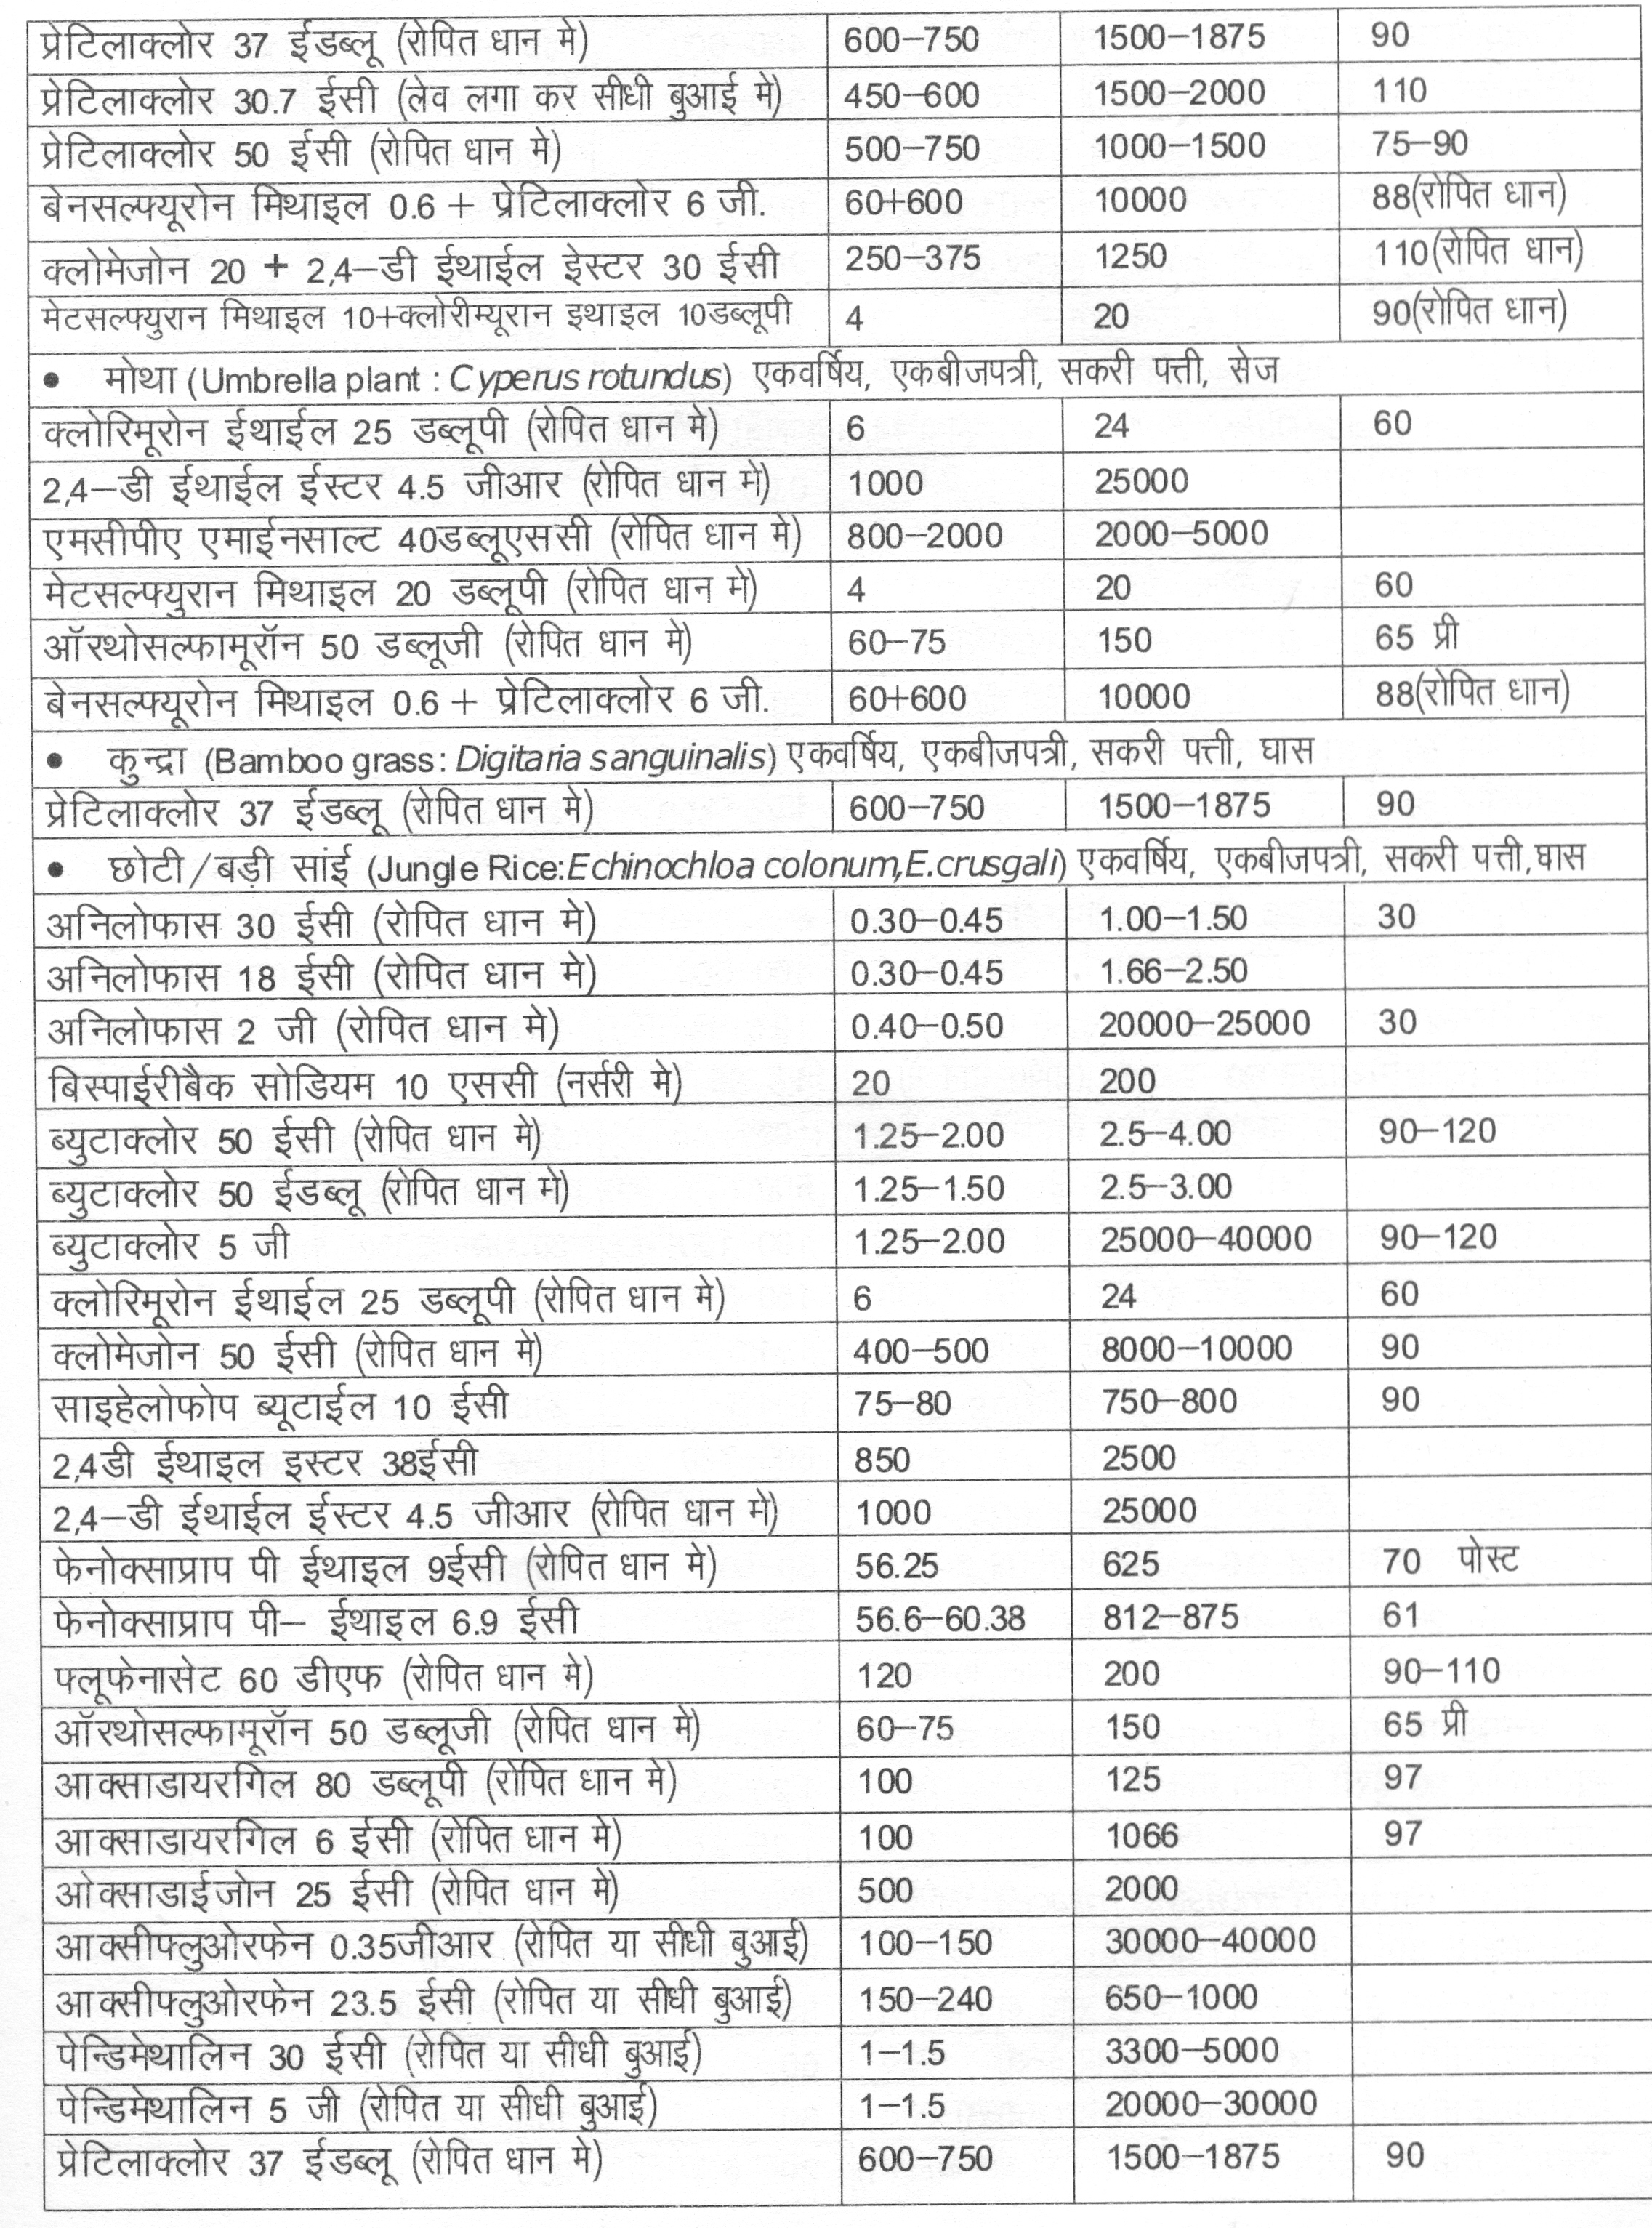 प्रेटिलाक्लोर 37 ईडब्लू (रोपित धान मे) 600–750 1500–1875 90
प्रेटिलाक्लोर 30.7 ईसी (लेव लगा कर सीधी बुआई मे) 450–600 1500–2000 110
प्रेटिलाक्लोर 50 ईसी (रोपित धान मे) 500–750 1000–1500 75–90
बेनसल्फ्यूरोन मिथाइल 0.6 + प्रेटिलाक्लोर 6 जी. 60+600 10000 88(रोपित धान)
क्लोमेजोन 20 + 2,4–डी ईथाईल ईस्टर 30 ईसी 250–375 1250 110(रोपित धान)
मेटसल्फ्युरान मिथाइल 10+क्लोरीम्यूरान इथाइल 10डब्लूपी 4 20 90(रोपित धान)
• मोथा (Umbrella plant : Cyperus rotundus) एकवर्षिय, एकबीजपत्री, सकरी पत्ती, सेज
क्लोरिमूरोन ईथाईल 25 डब्लूपी (रोपित धान मे) 6 24 60
2,4–डी ईथाईल ईस्टर 4.5 जीआर (रोपित धान मे) 1000 25000
एमसीपीए एमाईनसाल्ट 40डब्लूएससी (रोपित धान मे) 800–2000 2000–5000
मेटसल्फ्युरान मिथाइल 20 डब्लूपी (रोपित धान मे) 4 20 60
ऑरथोसल्फामूरॉन 50 डब्लूजी (रोपित धान मे) 60–75 150 65 प्री
बेनसल्फ्यूरोन मिथाइल 0.6 + प्रेटिलाक्लोर 6 जी. 60+600 10000 88(रोपित धान)
• कुन्द्रा (Bamboo grass: Digitaria sanguinalis) एकवर्षिय, एकबीजपत्री, सकरी पत्ती, घास
प्रेटिलाक्लोर 37 ईडब्लू (रोपित धान मे) 600–750 1500–1875 90
• छोटी/बड़ी सांई (Jungle Rice:Echinochloa colonum,E.crusgali) एकवर्षिय, एकबीजपत्री, सकरी पत्ती,घास
अनिलोफास 30 ईसी (रोपित धान मे) 0.30–0.45 1.00–1.50 30
अनिलोफास 18 ईसी (रोपित धान मे) 0.30–0.45 1.66–2.50
अनिलोफास 2 जी (रोपित धान मे) 0.40–0.50 20000–25000 30
बिस्पाईरीबैक सोडियम 10 एससी (नर्सरी मे) 20 200
ब्युटाक्लोर 50 ईसी (रोपित धान मे) 1.25–2.00 2.5–4.00 90–120
ब्युटाक्लोर 50 ईडब्लू (रोपित धान मे) 1.25–1.50 2.5–3.00
ब्युटाक्लोर 5 जी 1.25–2.00 25000–40000 90–120
क्लोरिमूरोन ईथाईल 25 डब्लूपी (रोपित धान मे) 6 24 60
क्लोमेजोन 50 ईसी (रोपित धान मे) 400–500 8000–10000 90
साइहेलोफोप ब्यूटाईल 10 ईसी 75–80 750–800 90
2,4डी ईथाइल इस्टर 38ईसी 850 2500
2,4–डी ईथाईल ईस्टर 4.5 जीआर (रोपित धान मे) 1000 25000
फेनोक्साप्राप पी ईथाइल 9ईसी (रोपित धान मे) 56.25 625 70 पोस्ट
फेनोक्साप्राप पी– ईथाइल 6.9 ईसी 56.6–60.38 812–875 61
फ्लूफेनासेट 60 डीएफ (रोपित धान मे) 120 200 90–110
ऑरथोसल्फामूरॉन 50 डब्लूजी (रोपित धान मे) 60–75 150 65 प्री
आक्साडायरगिल 80 डब्लूपी (रोपित धान मे) 100 125 97
आक्साडायरगिल 6 ईसी (रोपित धान मे) 100 1066 97
ओक्साडाईजोन 25 ईसी (रोपित धान मे) 500 2000
आक्सीफ्लुओरफेन 0.35जीआर (रोपित या सीधी बुआई) 100–150 30000–40000
आक्सीफ्लुओरफेन 23.5 ईसी (रोपित या सीधी बुआई) 150–240 650–1000
पेन्डिमेथालिन 30 ईसी (रोपित या सीधी बुआई) 1–1.5 3300–5000
पेन्डिमेथालिन 5 जी (रोपित या सीधी बुआई) 1–1.5 20000–30000
प्रेटिलाक्लोर 37 ईडब्लू (रोपित धान मे) 600–750 1500–1875 90